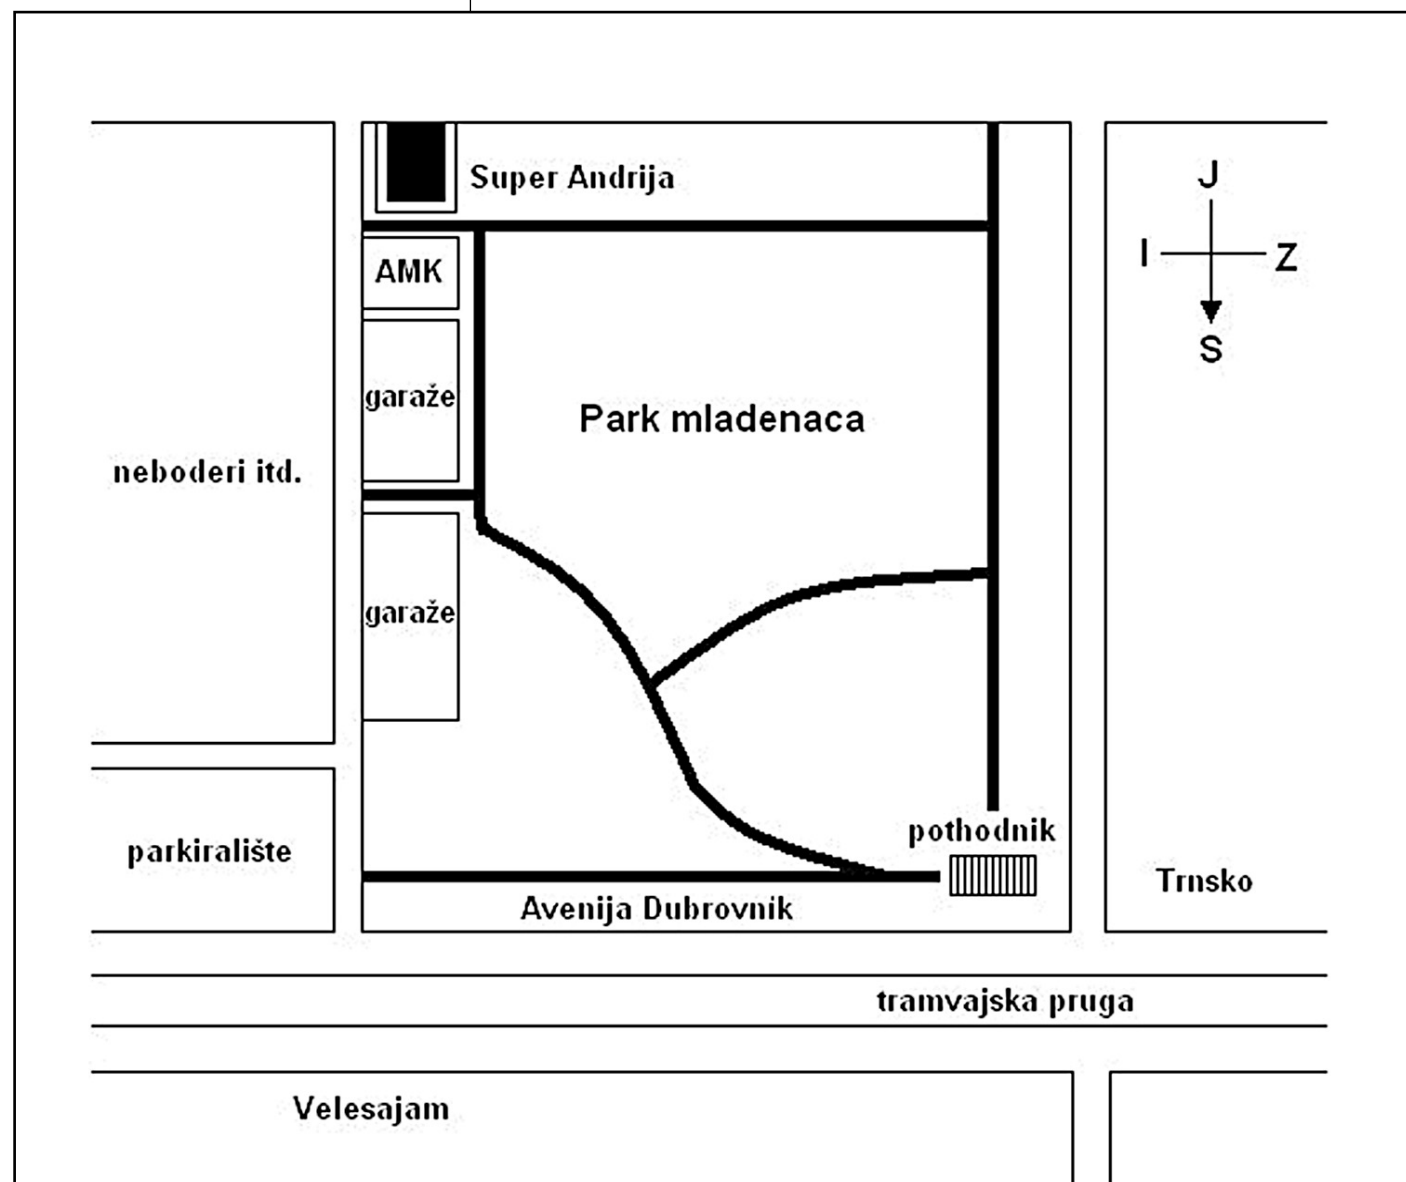 Super Andrija
J
I
Z
S
AMK
garaže
Park mladenaca
neboderi itd.
garaže
pothodnik
parkiralište
Trnsko
Avenija Dubrovnik
tramvajska pruga
Velesajam